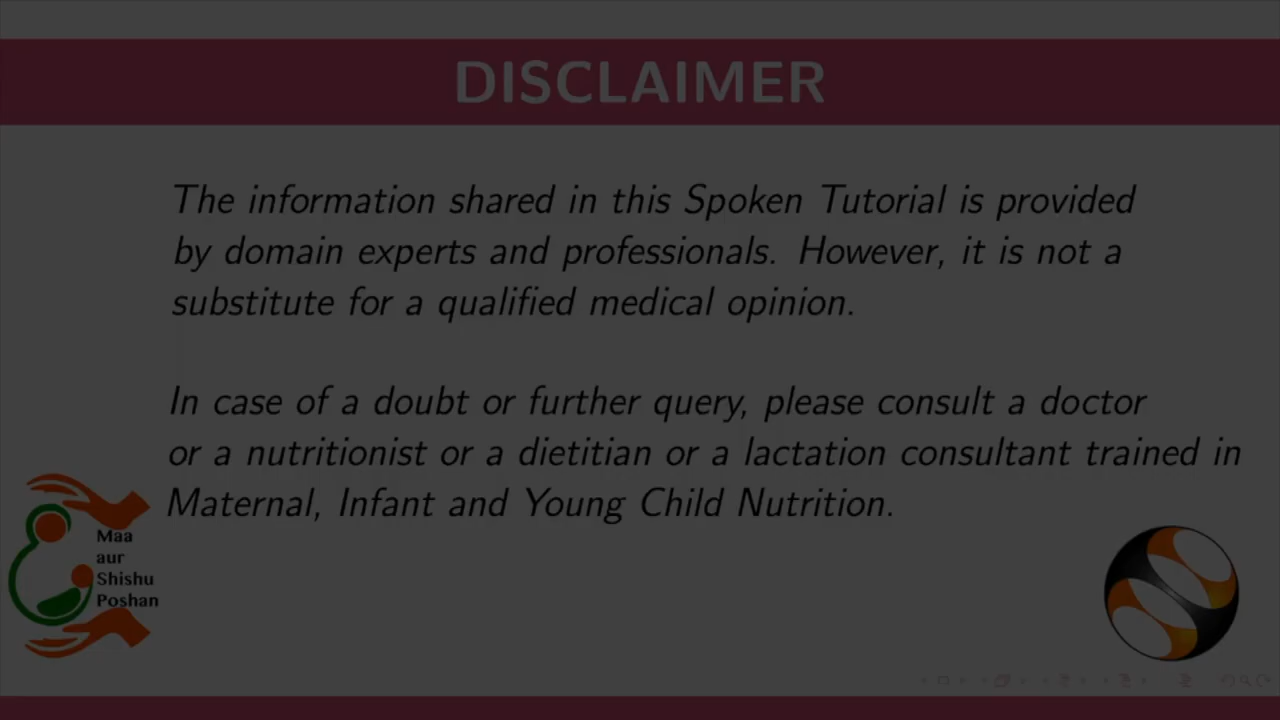 DISCLAIMER
The information shared in this Spoken Tutorial is provided
by domain experts and professionals. However, it is not a
substitute for a qualified medical opinion.
In case of a doubt or further query, please consult a doctor
or a nutritionist or a dietitian or a lactation consultant trained in
Maternal, Infant and Young Child Nutrition.
Maa
aur
Shishu
Poshan